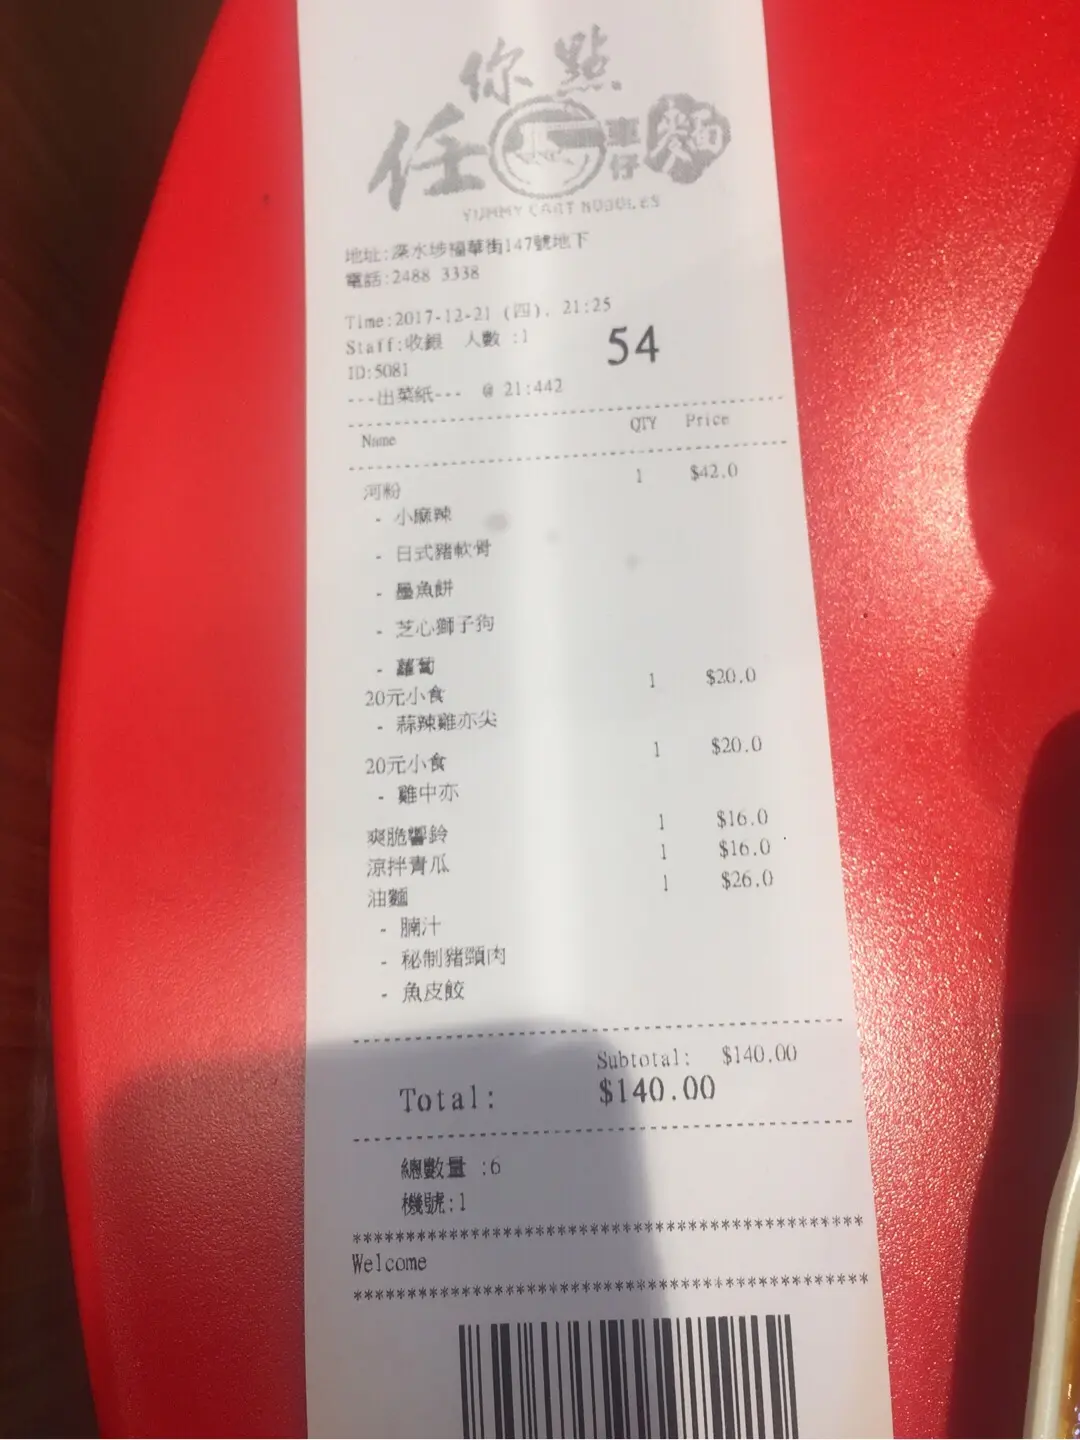 你點
任 車仔麵
YUMMY CART NOODLES
地址:深水埗福華街147號地下
電話:2488 3338
Time:2017-12-21 (四), 21:25
Staff:收銀 人數 :1
54
ID:5081
---出菜紙--- @ 21:442
Name QTY Price
河粉 1 $42.0
- 小麻辣
- 日式豬軟骨
- 墨魚餅
- 芝心獅子狗
- 蘿蔔
20元小食 1 $20.0
- 蒜辣雞亦尖
20元小食 1 $20.0
- 雞中亦
爽脆響鈴 1 $16.0
涼拌青瓜 1 $16.0
油麵 1 $26.0
- 腩汁
- 秘制豬頸肉
- 魚皮餃
Subtotal: $140.00
Total: $140.00
總數量 :6
機號:1
************************************************
Welcome
************************************************